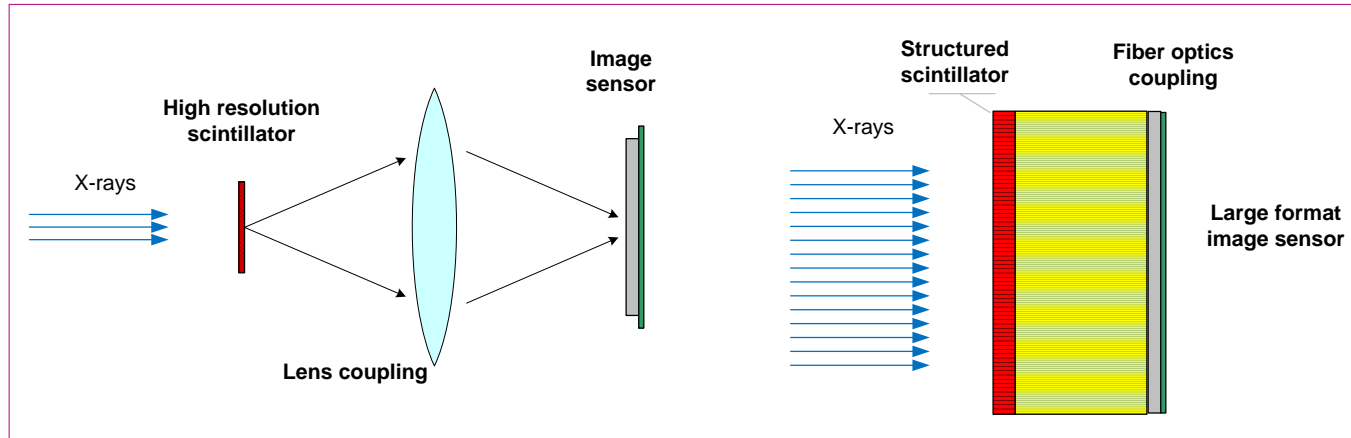 X-rays
High resolution
scintillator
Lens coupling
Image
sensor
X-rays
Structured
scintillator
Fiber optics
coupling
Large format
image sensor